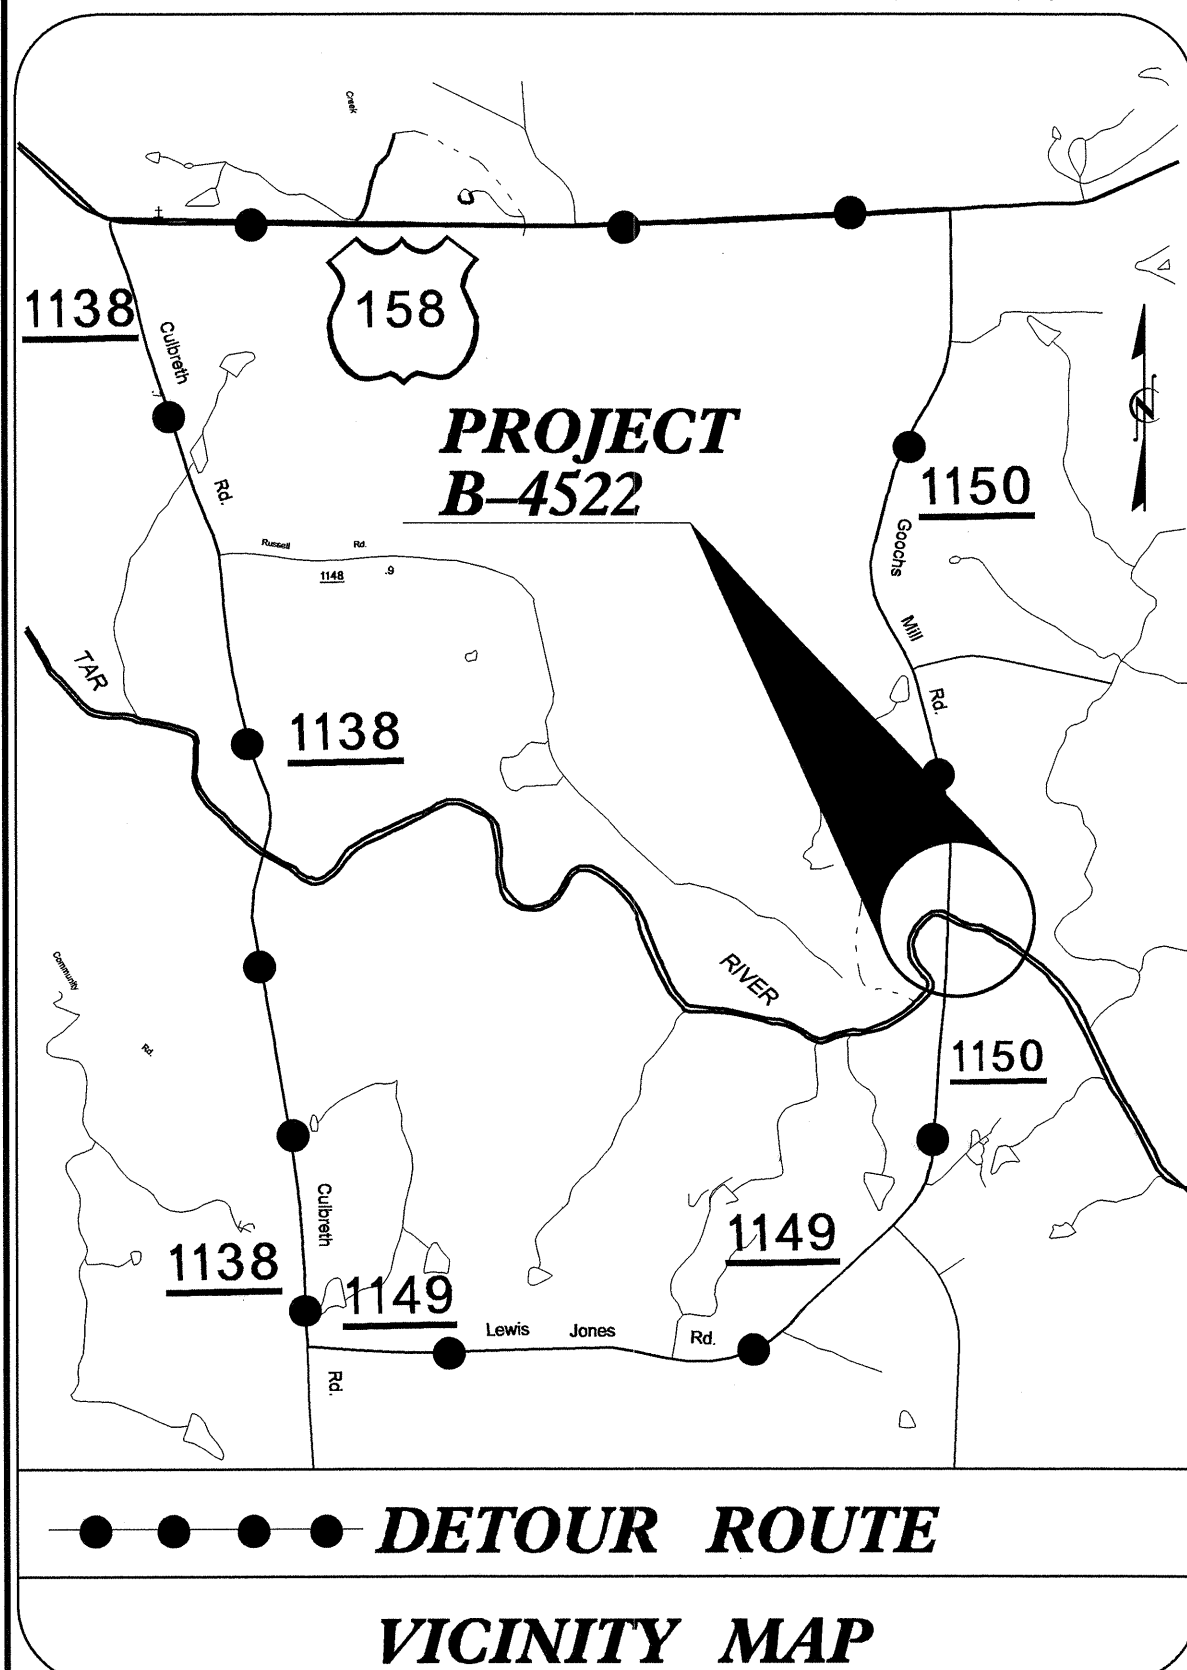 Creek
1138
158
Culbreth
Rd.
PROJECT
B–4522
1150
Goochs
Mill
Rd.
Russell Rd.
1148 .9
TAR
1138
RIVER
Community
Rd.
1150
Culbreth
1138
1149
1149
Lewis Jones Rd.
Rd.
DETOUR ROUTE
VICINITY MAP